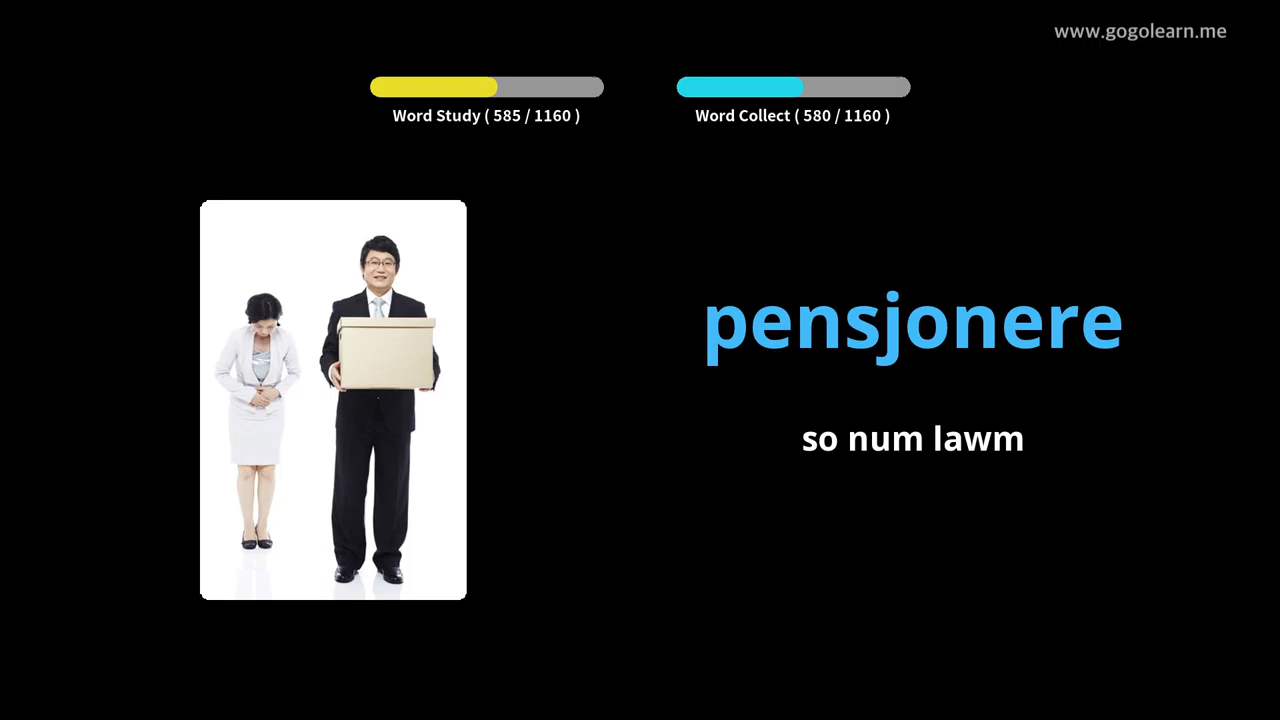 www.gogolearn.me
Word Study ( 585 / 1160 )
Word Collect ( 580 / 1160 )
pensjonere
so num lawm